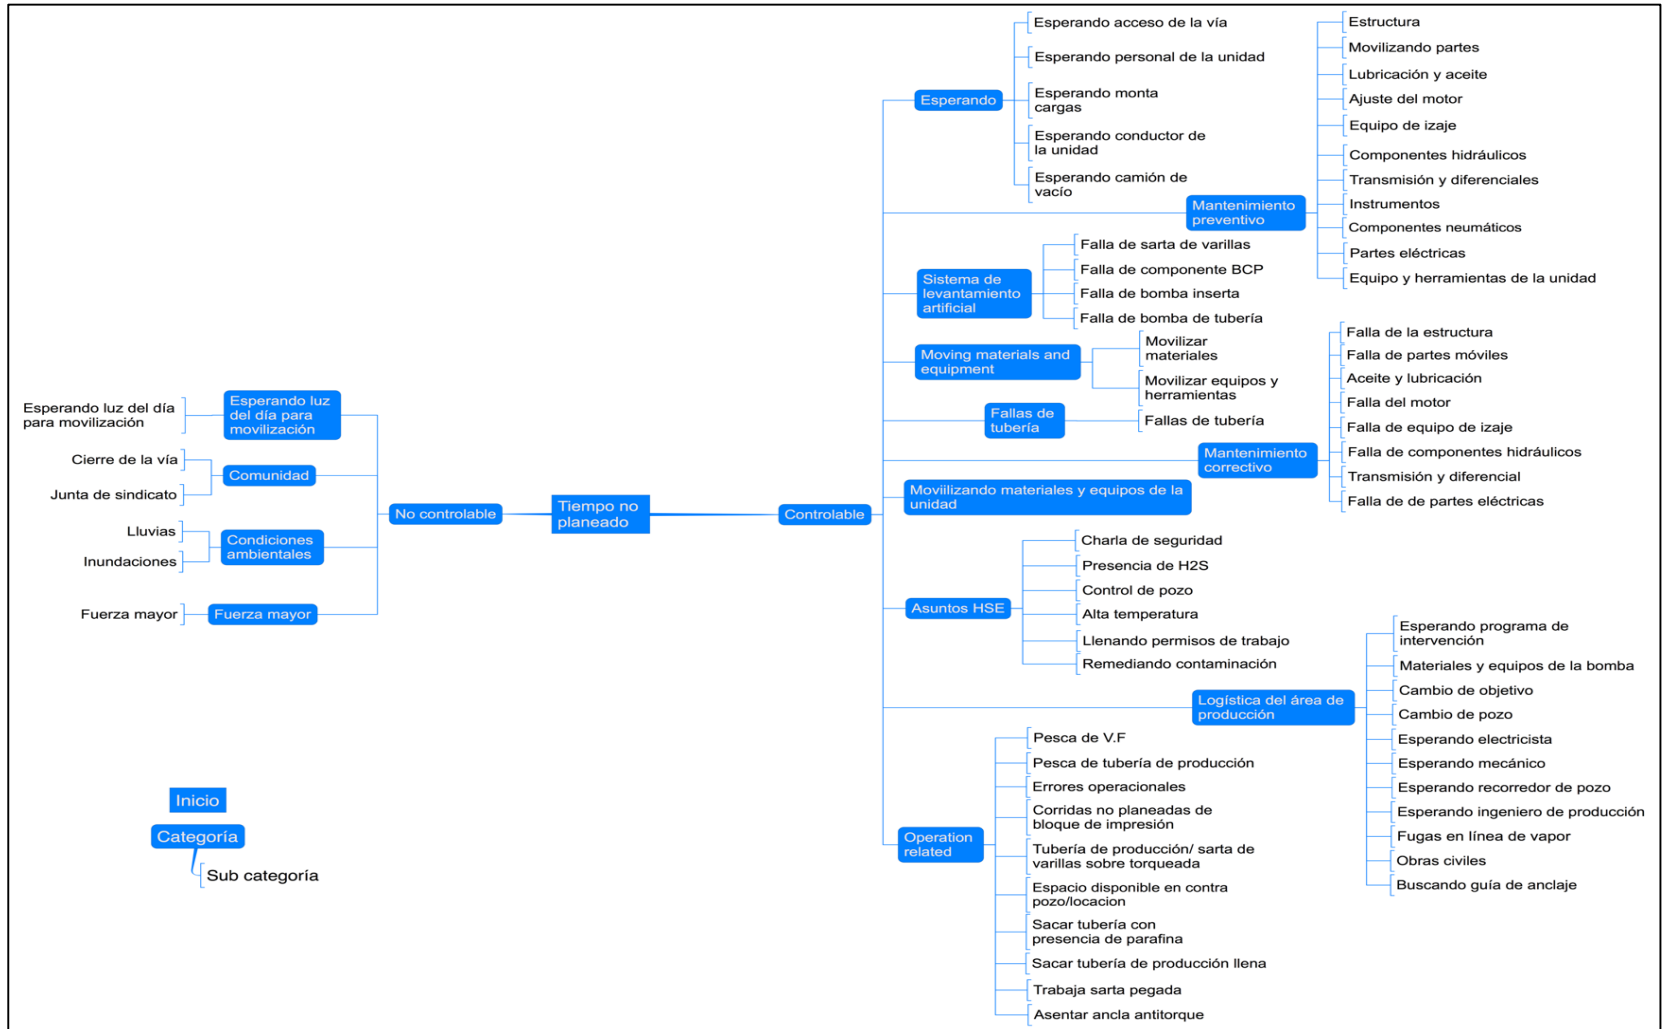 Tiempo no
planeado
No controlable
Esperando luz
del día para
movilización
Esperando luz del día
para movilización
Comunidad
Cierre de la vía
Junta de sindicato
Condiciones
ambientales
Lluvias
Inundaciones
Fuerza mayor
Fuerza mayor
Inicio
Categoría
Sub categoría
Controlable
Esperando
Esperando acceso de la vía
Esperando personal de la unidad
Esperando monta
cargas
Esperando conductor de
la unidad
Esperando camión de
vacío
Mantenimiento
preventivo
Estructura
Movilizando partes
Lubricación y aceite
Ajuste del motor
Equipo de izaje
Componentes hidráulicos
Transmisión y diferenciales
Instrumentos
Componentes neumáticos
Partes eléctricas
Equipo y herramientas de la unidad
Sistema de
levantamiento
artificial
Falla de sarta de varillas
Falla de componente BCP
Falla de bomba inserta
Falla de bomba de tubería
Moving materials and
equipment
Movilizar
materiales
Movilizar equipos y
herramientas
Fallas de
tubería
Fallas de tubería
Mantenimiento
correctivo
Falla de la estructura
Falla de partes móviles
Aceite y lubricación
Falla del motor
Falla de equipo de izaje
Falla de componentes hidráulicos
Transmisión y diferencial
Falla de de partes eléctricas
Moviilizando materiales y equipos de la
unidad
Asuntos HSE
Charla de seguridad
Presencia de H2S
Control de pozo
Alta temperatura
Llenando permisos de trabajo
Remediando contaminación
Logística del área de
producción
Esperando programa de
intervención
Materiales y equipos de la bomba
Cambio de objetivo
Cambio de pozo
Esperando electricista
Esperando mecánico
Esperando recorredor de pozo
Esperando ingeniero de producción
Fugas en línea de vapor
Obras civiles
Buscando guía de anclaje
Operation
related
Pesca de V.F
Pesca de tubería de producción
Errores operacionales
Corridas no planeadas de
bloque de impresión
Tubería de producción/ sarta de
varillas sobre torqueada
Espacio disponible en contra
pozo/locacion
Sacar tubería con
presencia de parafina
Sacar tubería de producción llena
Trabaja sarta pegada
Asentar ancla antitorque